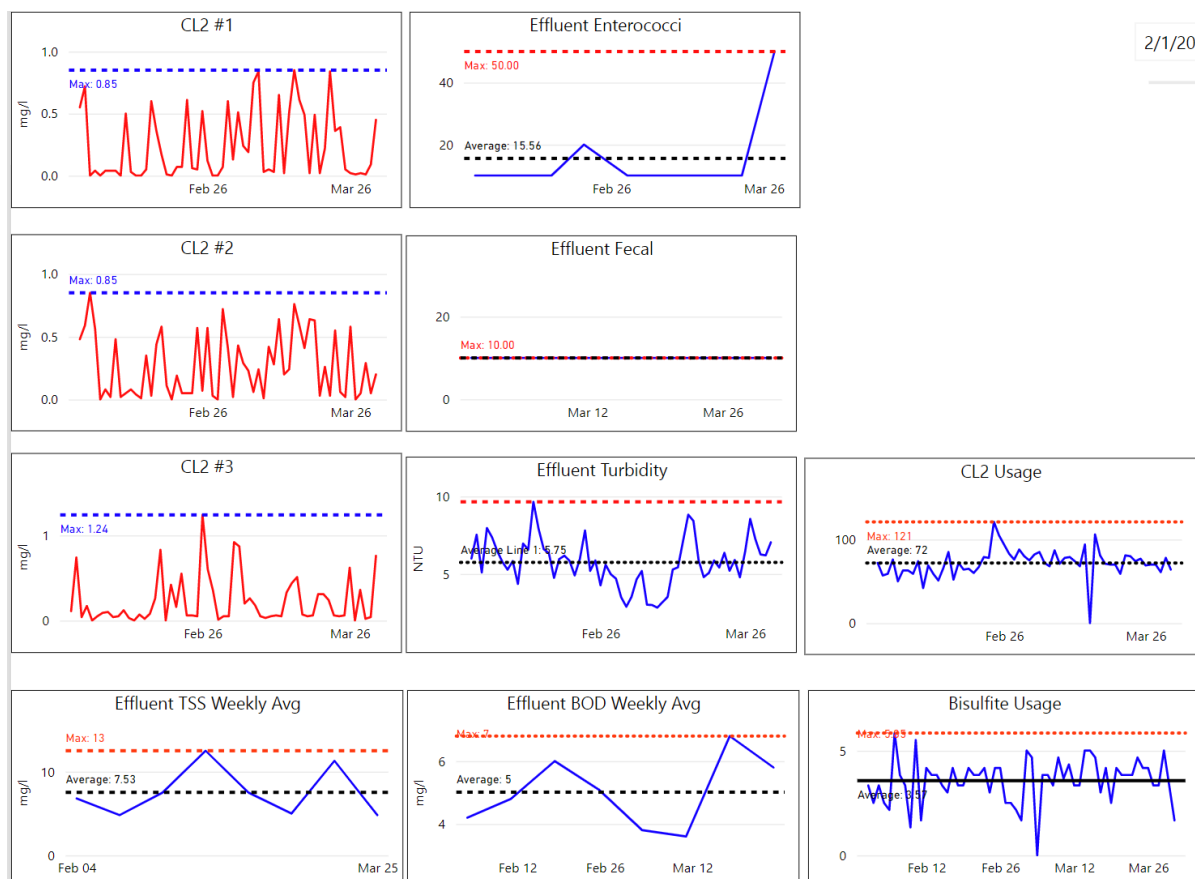 CL2 #1
1.0
Max: 0.85
mg/l
0.5
0.0
Feb 26
Mar 26
Effluent Enterococci
Max: 50.00
40
Average: 15.56
20
Feb 26
Mar 26
2/1/20
CL2 #2
1.0
Max: 0.85
mg/l
0.5
0.0
Feb 26
Mar 26
Effluent Fecal
20
Max: 10.00
0
Mar 12
Mar 26
CL2 #3
Max: 1.24
1
mg/l
0
Feb 26
Mar 26
Effluent Turbidity
10
NTU
Average Line 1: 5.75
5
Feb 26
Mar 26
CL2 Usage
Max: 121
100
Average: 72
0
Feb 26
Mar 26
Effluent TSS Weekly Avg
Max: 13
10
Average: 7.53
mg/l
0
Feb 04
Mar 25
Effluent BOD Weekly Avg
Max: 7
6
Average: 5
mg/l
4
Feb 12
Feb 26
Mar 12
Bisulfite Usage
Max: 5.85
5
Average: 3.57
0
Feb 12
Feb 26
Mar 12
Mar 26